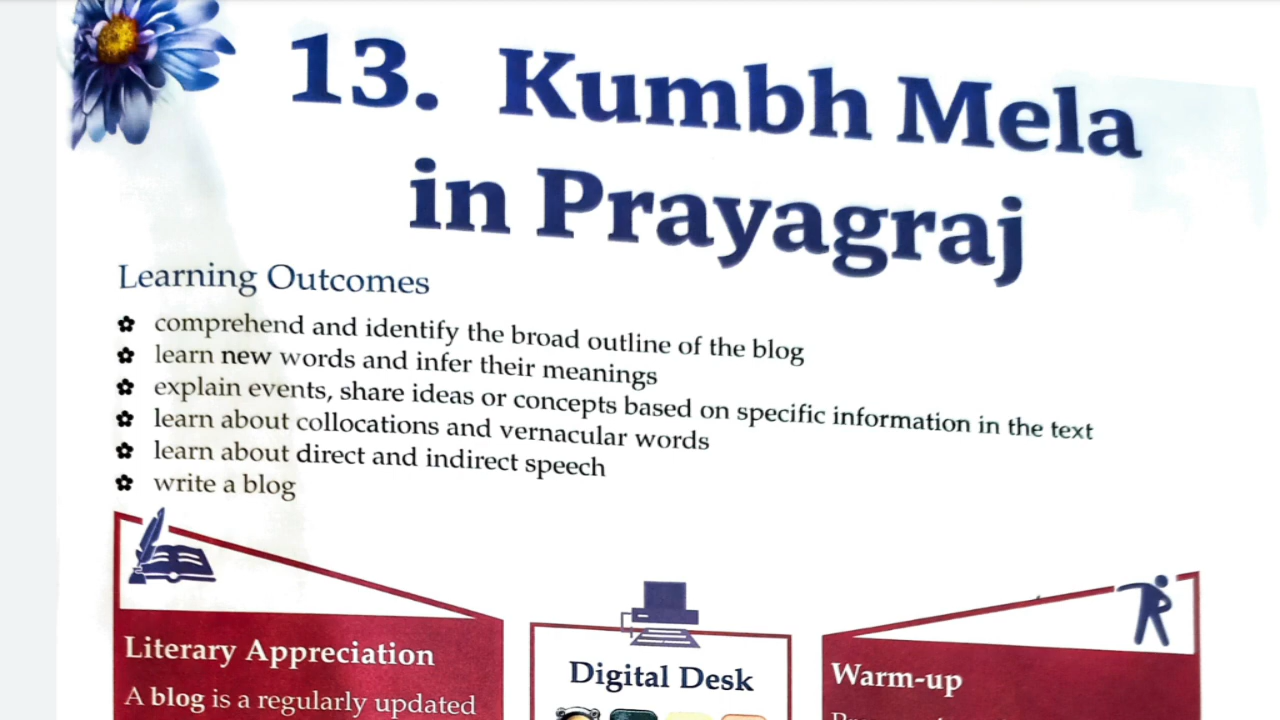 13. Kumbh Mela
in Prayagraj
Learning Outcomes
✿ comprehend and identify the broad outline of the blog
✿ learn new words and infer their meanings
✿ explain events, share ideas or concepts based on specific information in the text
✿ learn about collocations and vernacular words
✿ learn about direct and indirect speech
✿ write a blog
Literary Appreciation
A blog is a regularly updated
Digital Desk
Warm-up